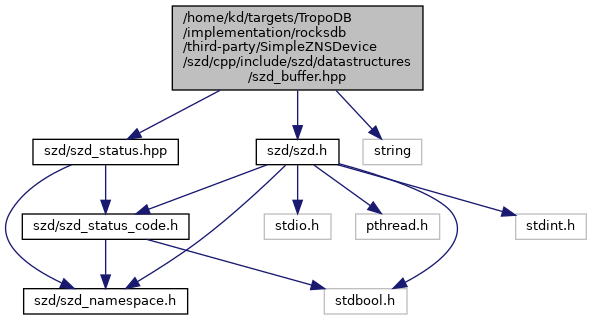 /home/kd/targets/TropoDB
/implementation/rocksdb
/third-party/SimpleZNSDevice
/szd/cpp/include/szd/datastructures
/szd_buffer.hpp
szd/szd_status.hpp
szd/szd.h
string
szd/szd_status_code.h
stdio.h
pthread.h
stdint.h
szd/szd_namespace.h
stdbool.h